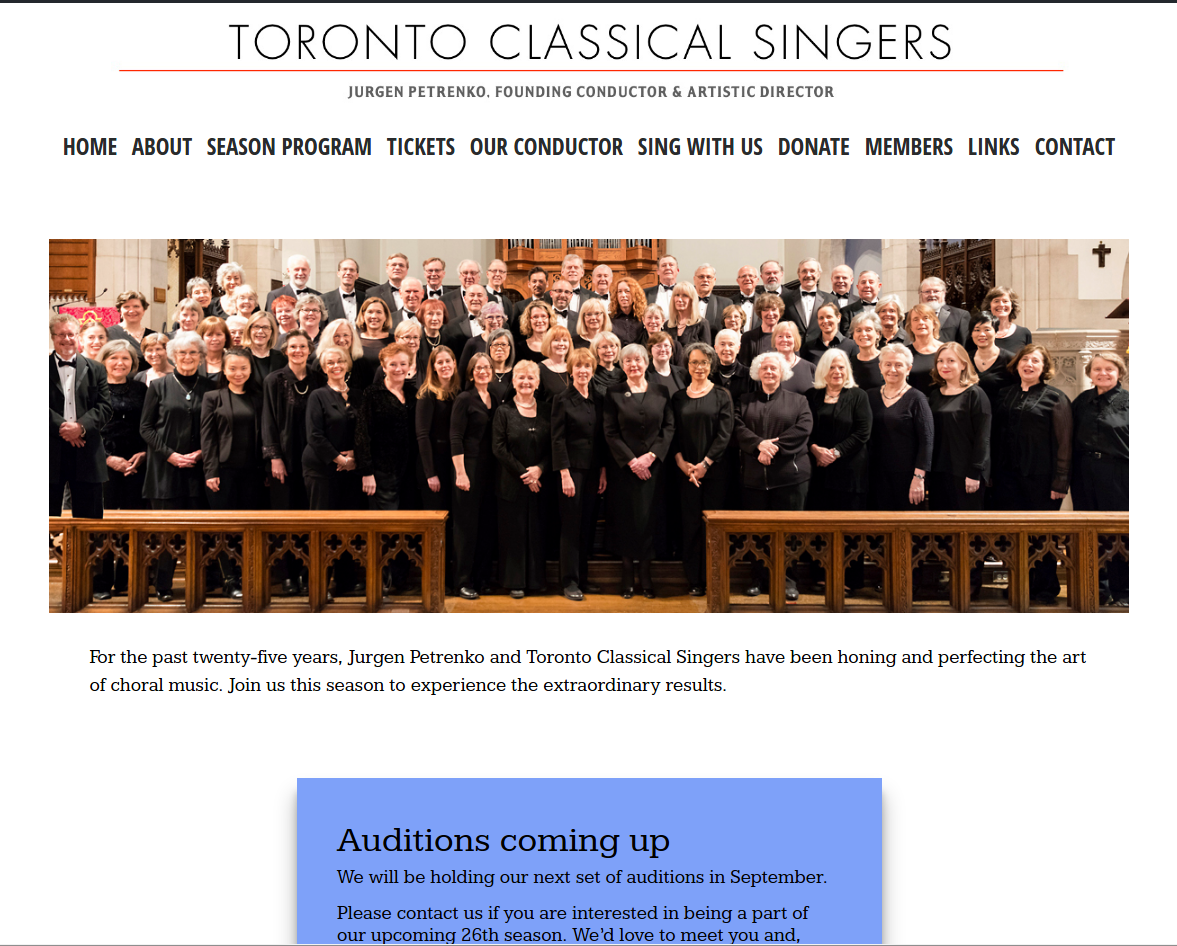 TORONTO CLASSICAL SINGERS
JURGEN PETRENKO, FOUNDING CONDUCTOR & ARTISTIC DIRECTOR
HOME ABOUT SEASON PROGRAM TICKETS OUR CONDUCTOR SING WITH US DONATE MEMBERS LINKS CONTACT
For the past twenty-five years, Jurgen Petrenko and Toronto Classical Singers have been honing and perfecting the art
of choral music. Join us this season to experience the extraordinary results.
Auditions coming up
We will be holding our next set of auditions in September.
Please contact us if you are interested in being a part of
our upcoming 26th season. We'd love to meet you and,